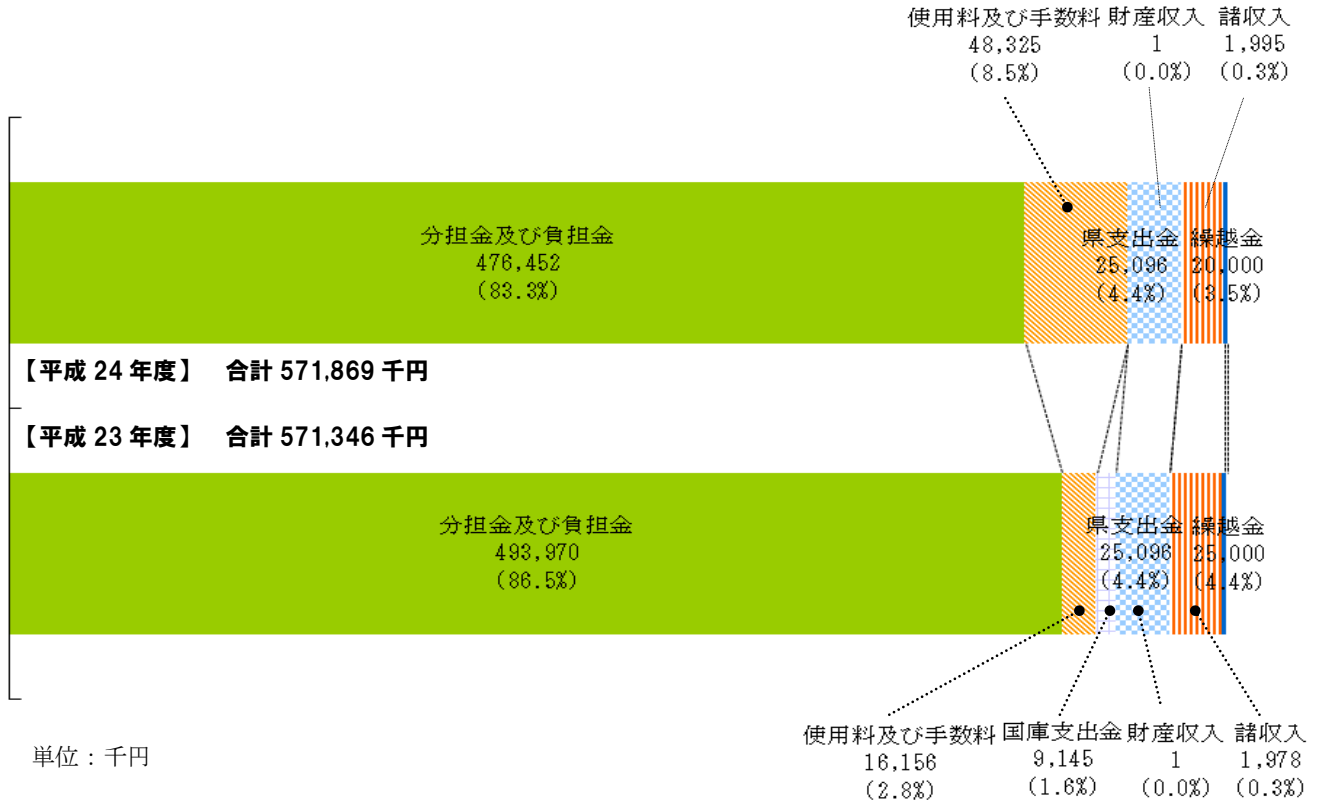 使用料及び手数料 財産収入 諸収入
48,325 1 1,995
(8.5%) (0.0%) (0.3%)
分担金及び負担金 県支出金 繰越金
476,452 25,096 20,000
(83.3%) (4.4%) (3.5%)
【平成 24 年度】 合計 571,869 千円
【平成 23 年度】 合計 571,346 千円
分担金及び負担金 県支出金 繰越金
493,970 25,096 25,000
(86.5%) (4.4%) (4.4%)
使用料及び手数料 国庫支出金 財産収入 諸収入
16,156 9,145 1 1,978
(2.8%) (1.6%) (0.0%) (0.3%)
単位：千円